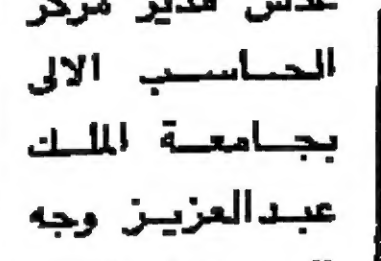 مدير مركز
الحاسب الالى
بجامعة الملك
عبدالعزيز وجه